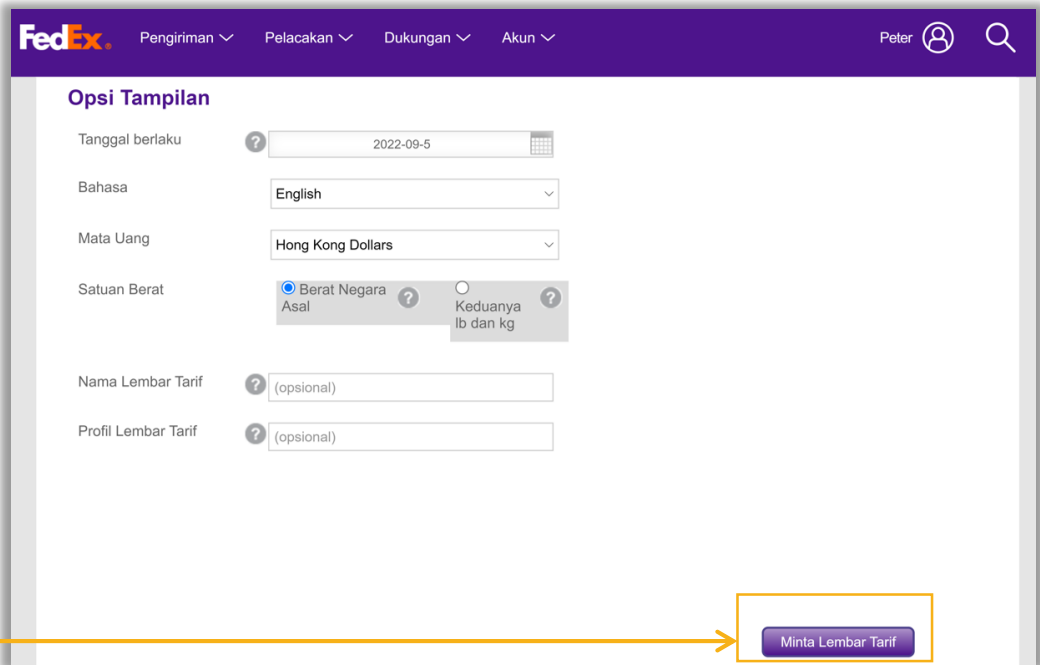 FedEx. Pengiriman Pelacakan Dukungan Akun Peter
Opsi Tampilan
Tanggal berlaku ? 2022-09-5
Bahasa English
Mata Uang Hong Kong Dollars
Satuan Berat Berat Negara Asal ? Keduanya lb dan kg ?
Nama Lembar Tarif ? (opsional)
Profil Lembar Tarif ? (opsional)
Minta Lembar Tarif